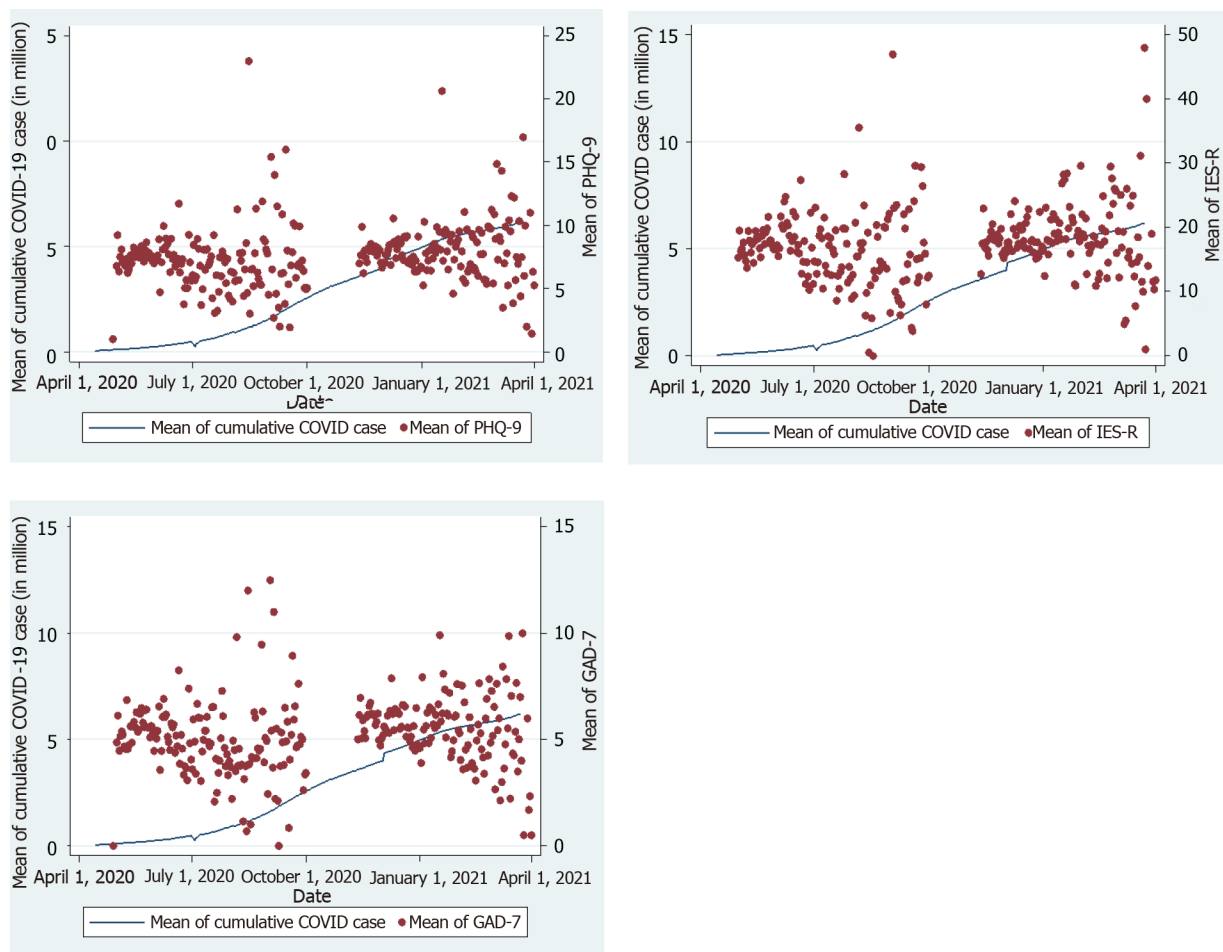 Mean of cumulative COVID-19 case (in million)
5
0
5
0
25
20
15
10
5
0
Mean of PHQ-9
April 1, 2020 July 1, 2020 October 1, 2020 January 1, 2021 April 1, 2021
Date
Mean of cumulative COVID case Mean of PHQ-9
Mean of cumulative COVID case (in million)
15
10
5
0
50
40
30
20
10
0
Mean of IES-R
April 1, 2020 July 1, 2020 October 1, 2020 January 1, 2021 April 1, 2021
Date
Mean of cumulative COVID case Mean of IES-R
Mean of cumulative COVID -19 case (in million)
15
10
5
0
15
10
5
0
Mean of GAD-7
April 1, 2020 July 1, 2020 October 1, 2020 January 1, 2021 April 1, 2021
Date
Mean of cumulative COVID case Mean of GAD-7